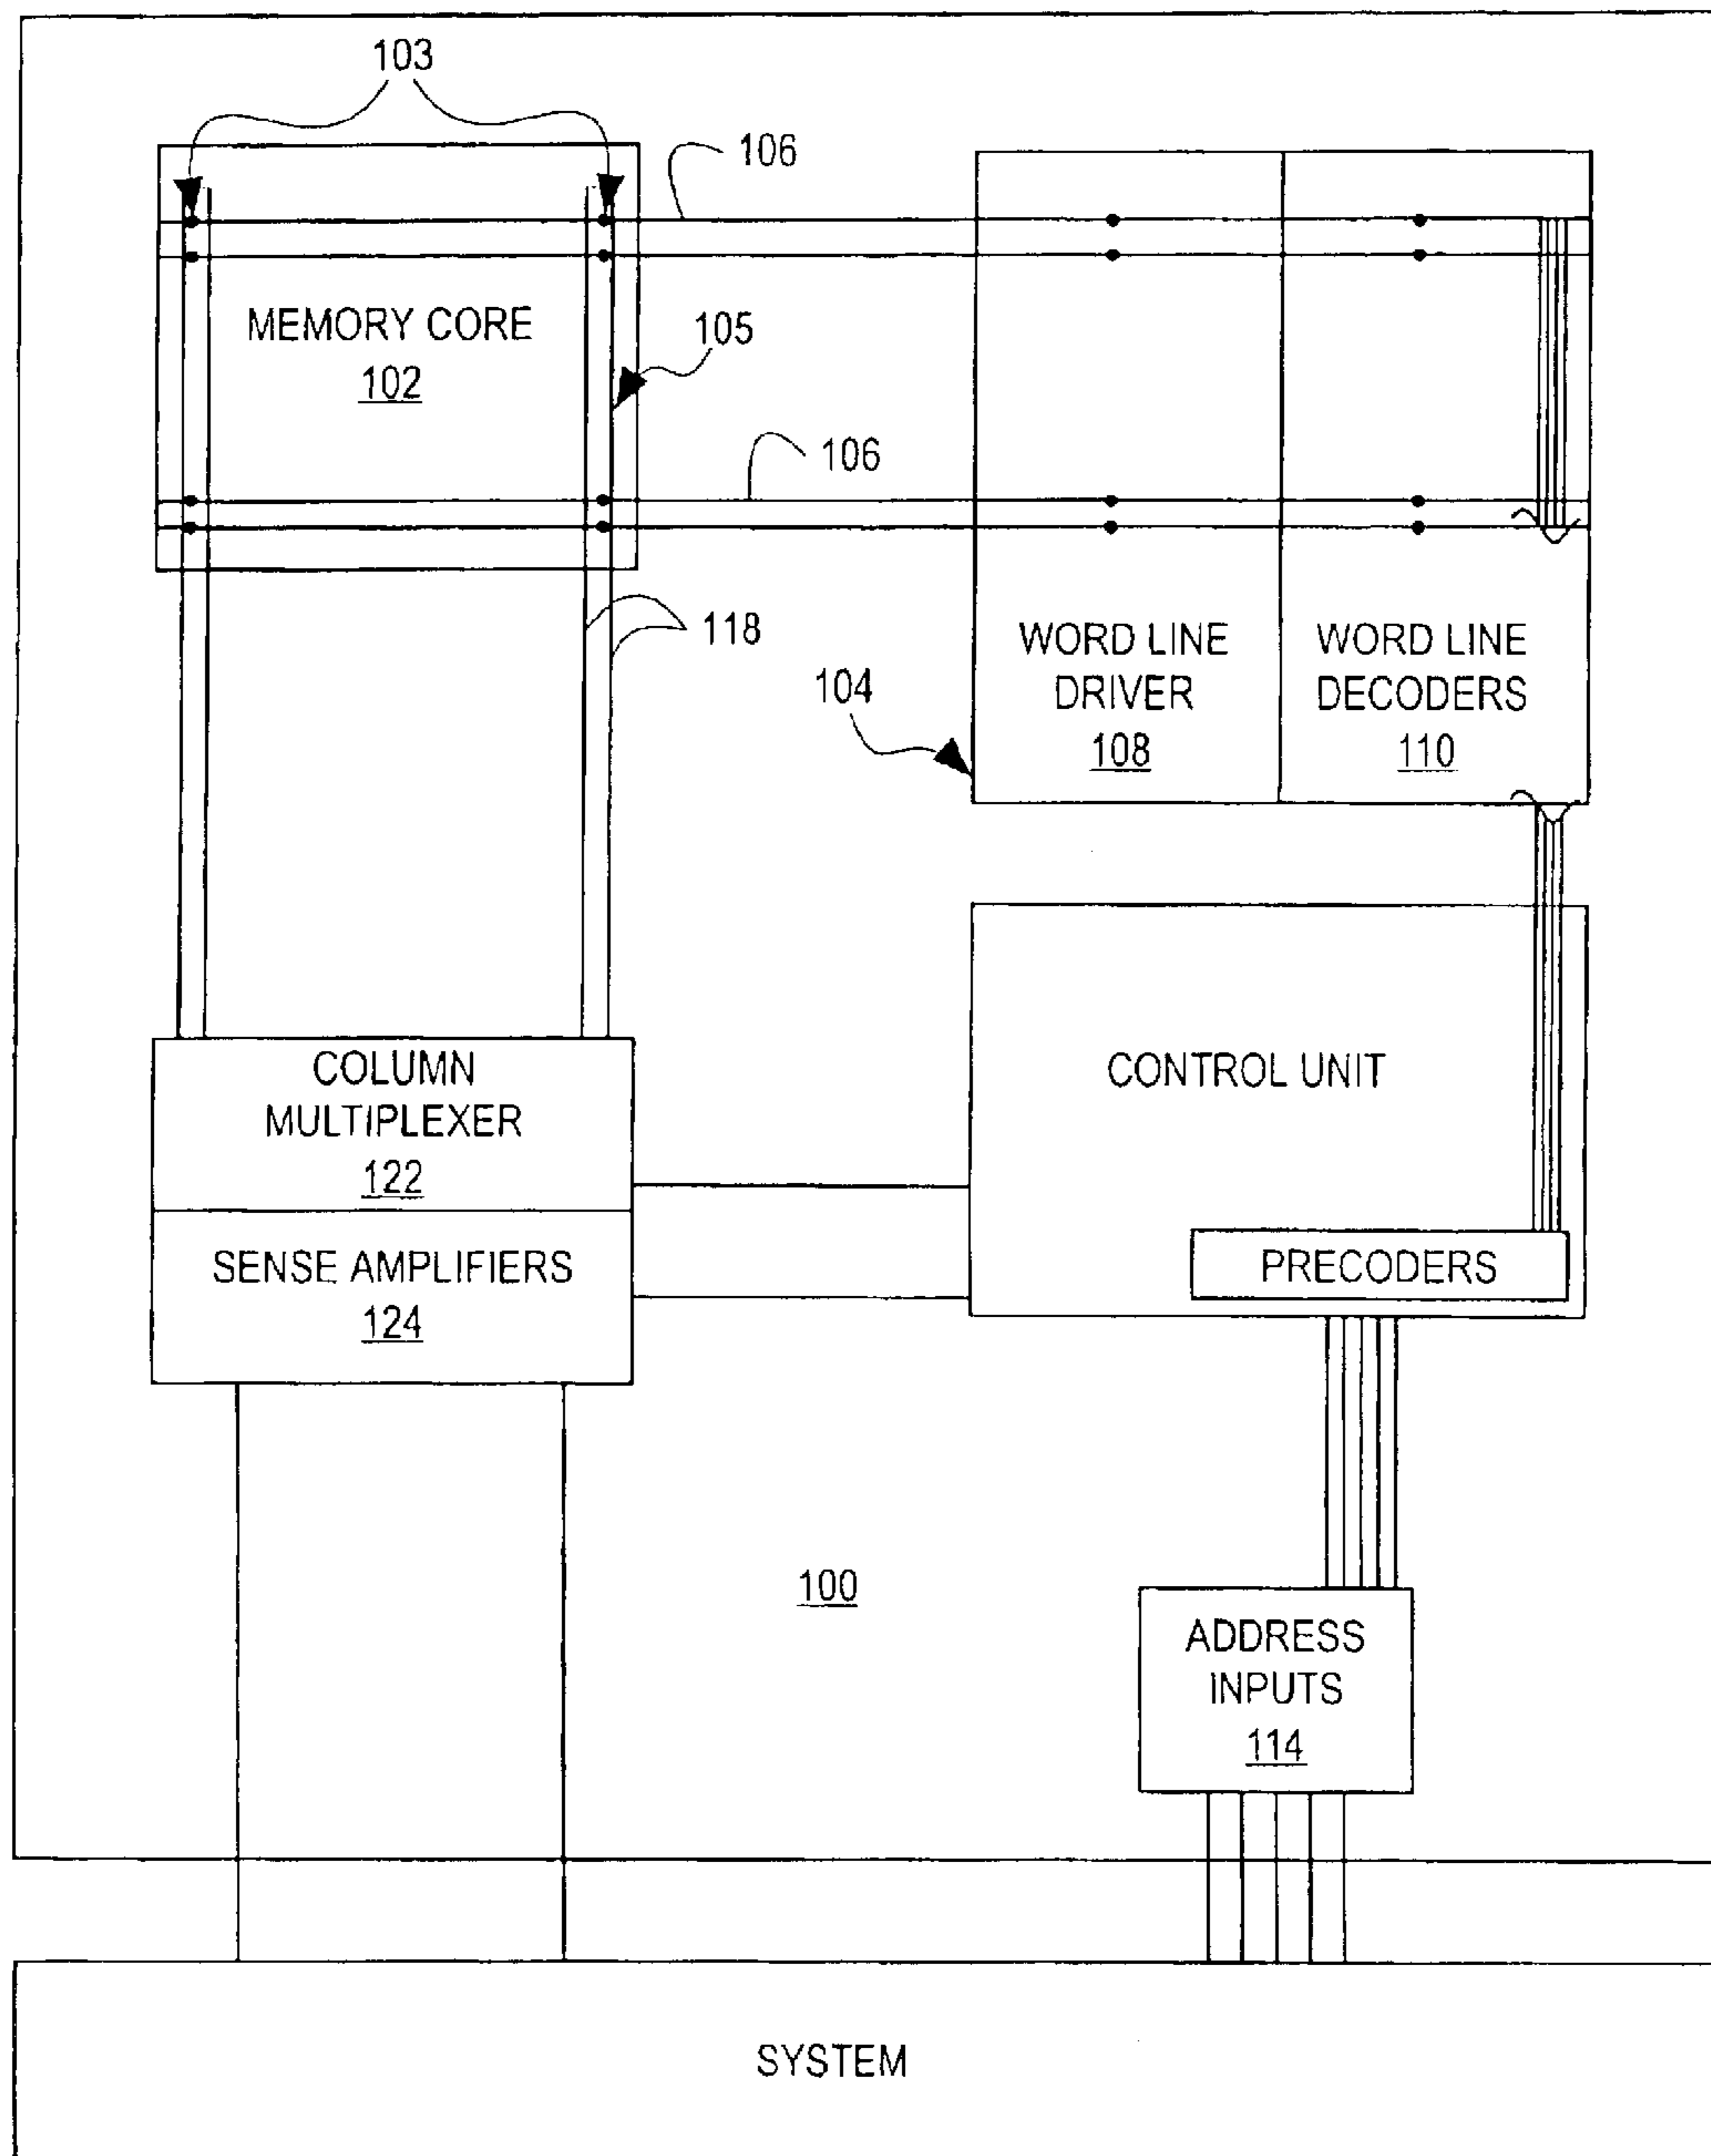 103
106
MEMORY CORE
102
105
106
118
WORD LINE
DRIVER
108
WORD LINE
DECODERS
110
104
COLUMN
MULTIPLEXER
122
CONTROL UNIT
SENSE AMPLIFIERS
124
PRECODERS
100
ADDRESS
INPUTS
114
SYSTEM